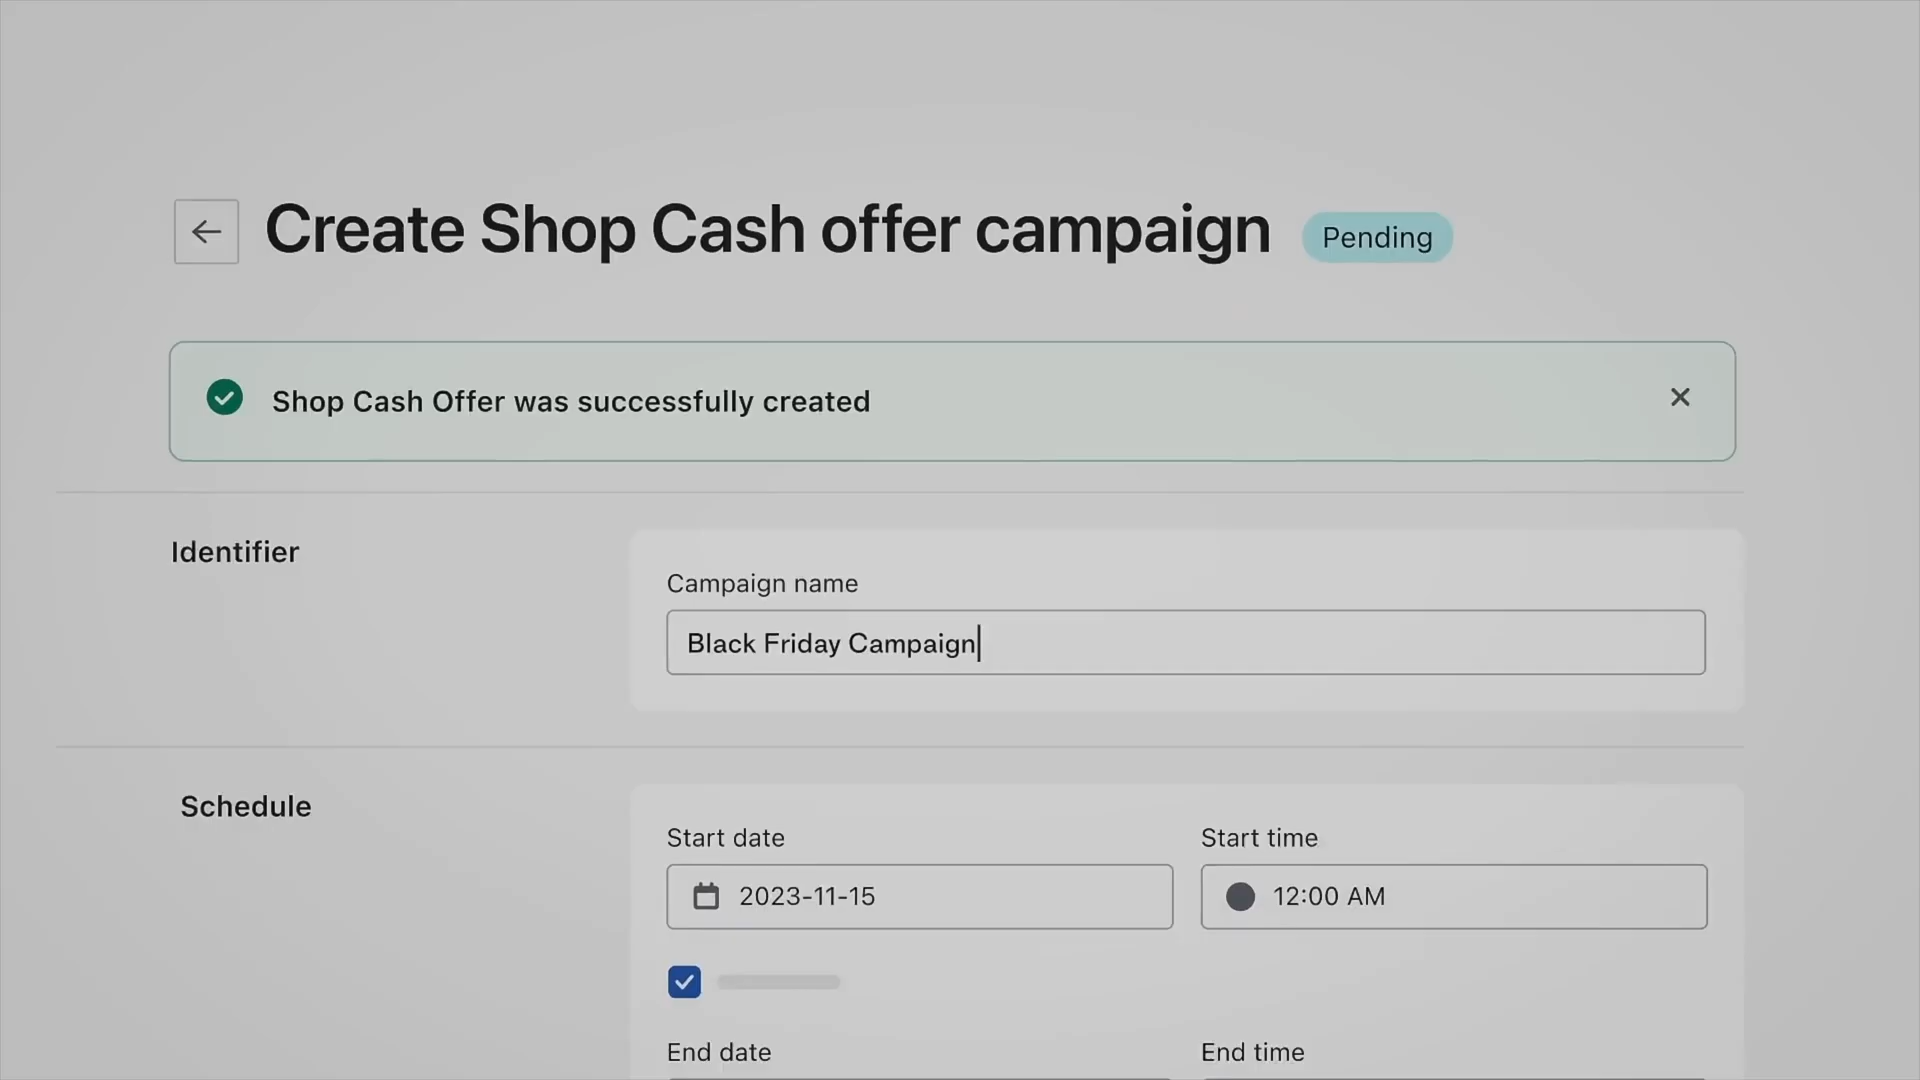 Create Shop Cash offer campaign Pending
Shop Cash Offer was successfully created
Identifier
Campaign name
Black Friday Campaign
Schedule
Start date Start time
2023-11-15 12:00 AM
End date End time